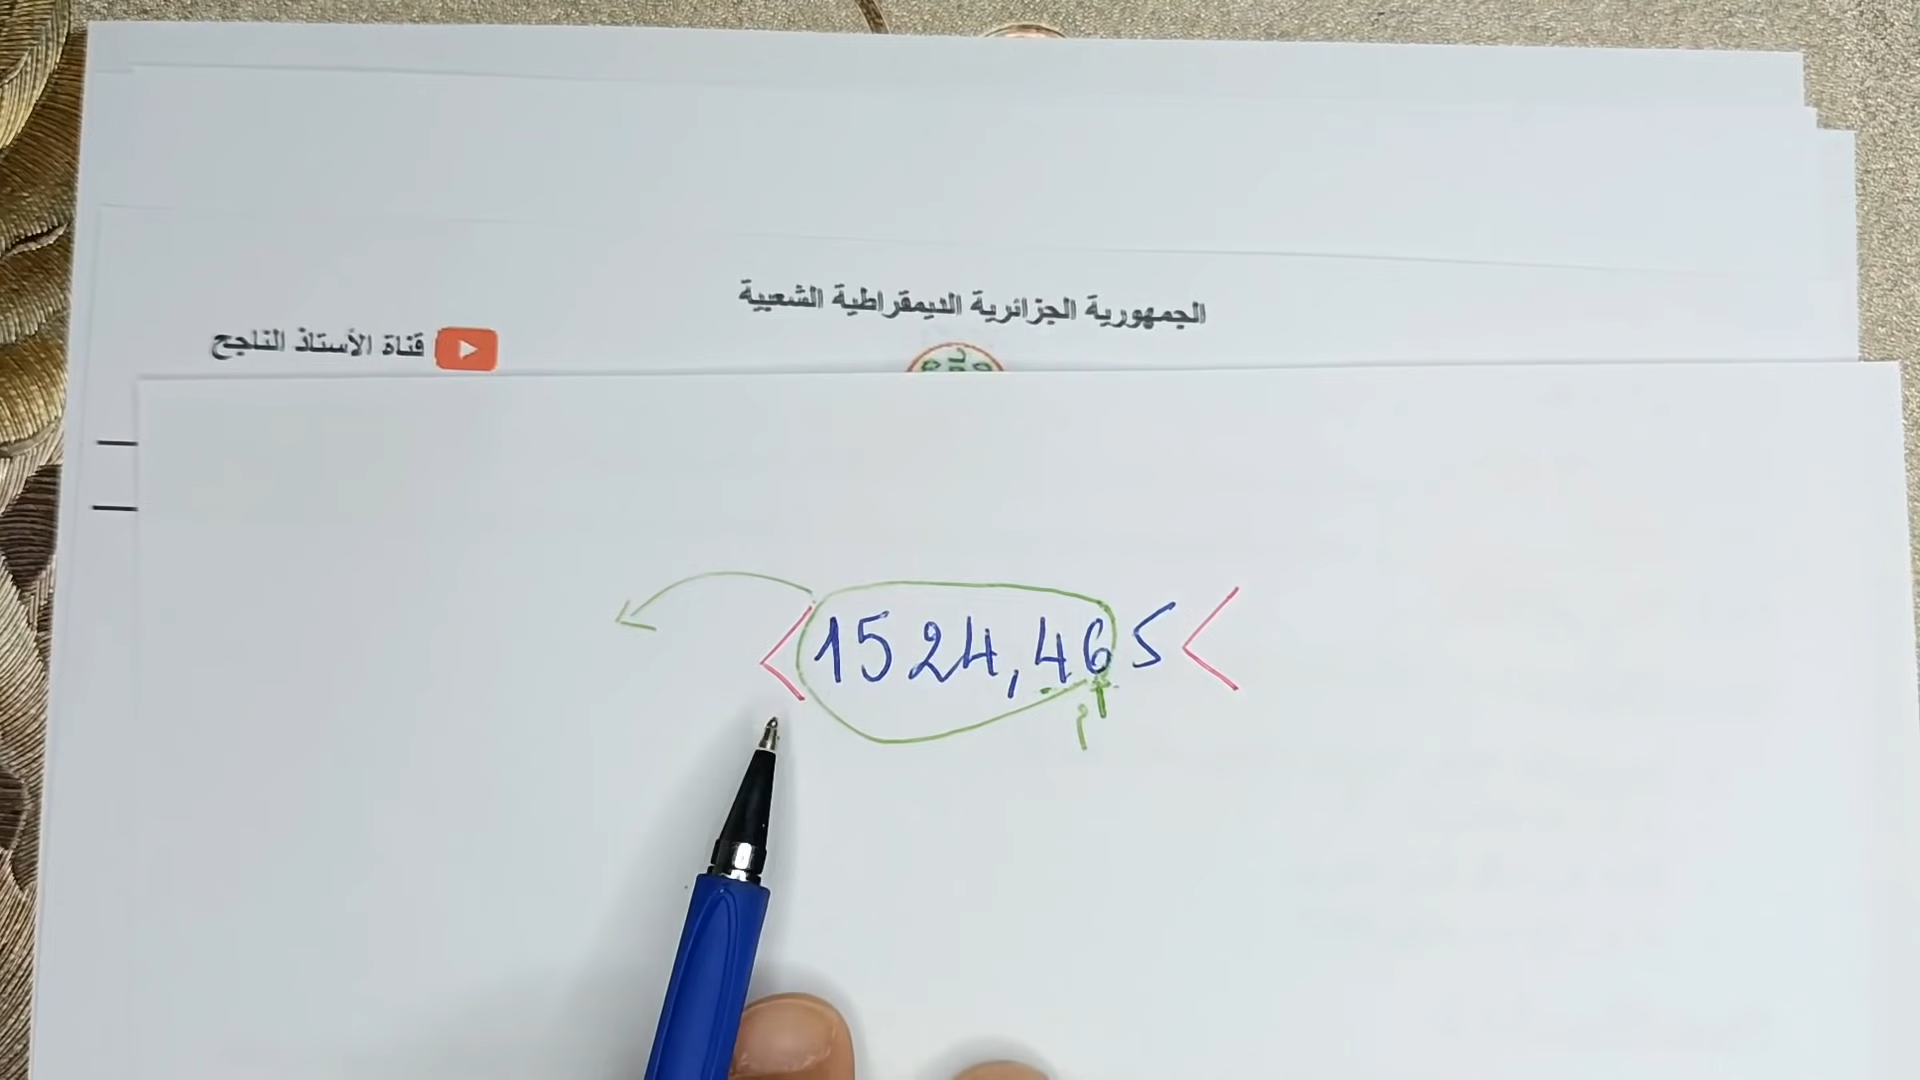 الجمهورية الجزائرية الديمقراطية الشعبية
قناة الأستاذ الناجح
< 1524,465 <